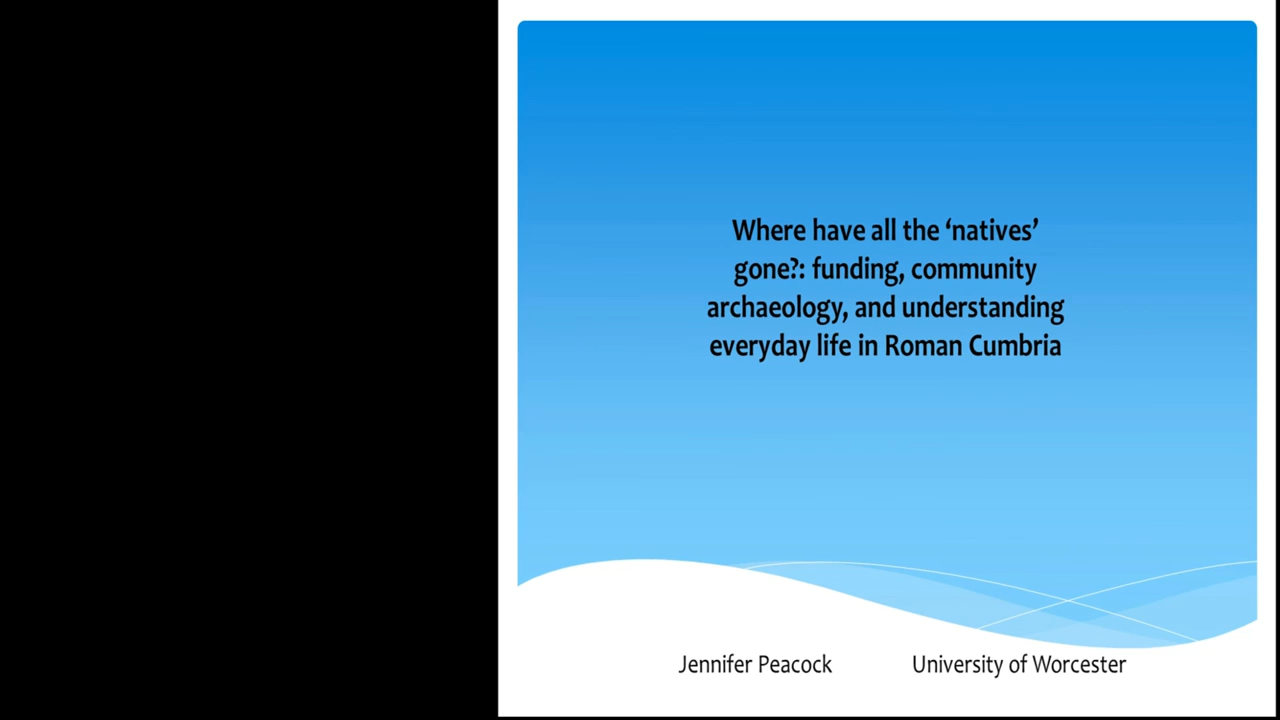 Where have all the ‘natives’
gone?: funding, community
archaeology, and understanding
everyday life in Roman Cumbria
Jennifer Peacock University of Worcester